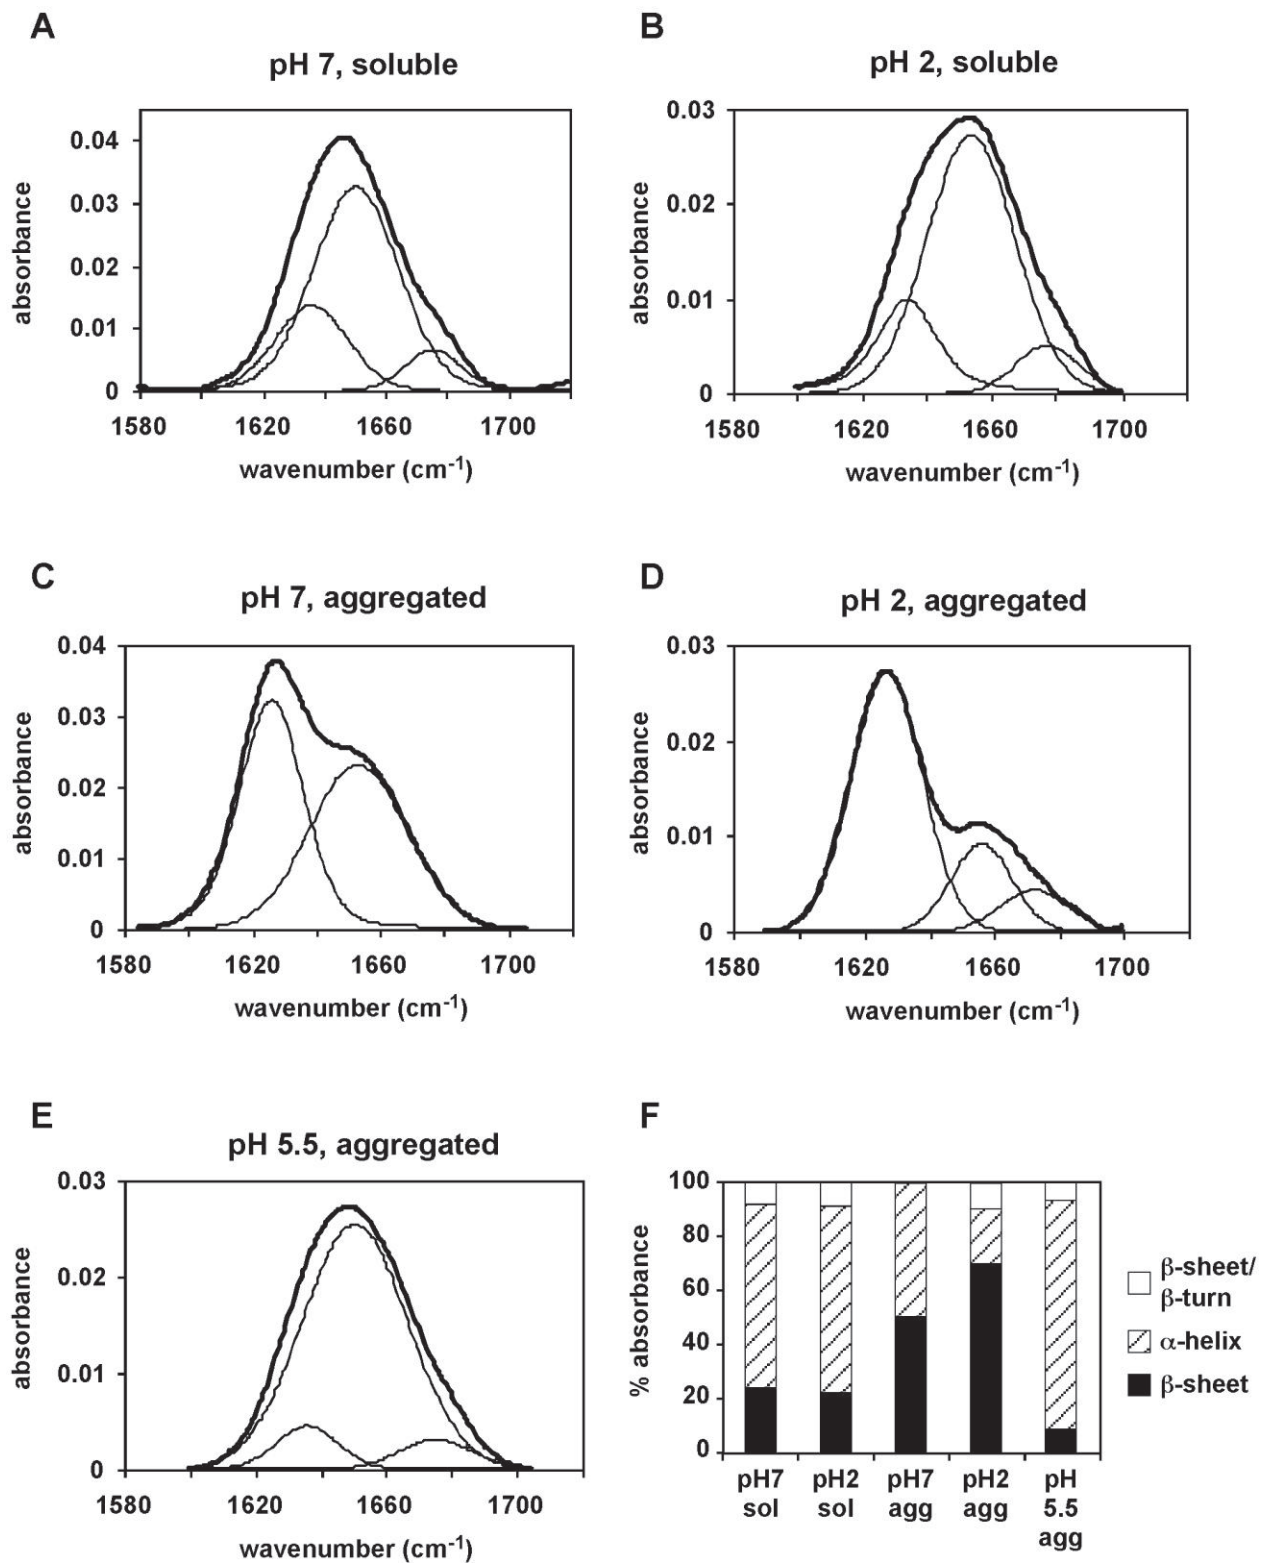 A
pH 7, soluble
absorbance
0.04
0.03
0.02
0.01
0
1580 1620 1660 1700
wavenumber (cm-1)
B
pH 2, soluble
absorbance
0.03
0.02
0.01
0
1580 1620 1660 1700
wavenumber (cm-1)
C
pH 7, aggregated
absorbance
0.04
0.03
0.02
0.01
0
1580 1620 1660 1700
wavenumber (cm-1)
D
pH 2, aggregated
absorbance
0.03
0.02
0.01
0
1580 1620 1660 1700
wavenumber (cm-1)
E
pH 5.5, aggregated
absorbance
0.03
0.02
0.01
0
1580 1620 1660 1700
wavenumber (cm-1)
F
% absorbance
100
80
60
40
20
0
pH7 pH2 pH7 pH2 pH
sol sol agg agg 5.5
agg
β-sheet/
β-turn
α-helix
β-sheet